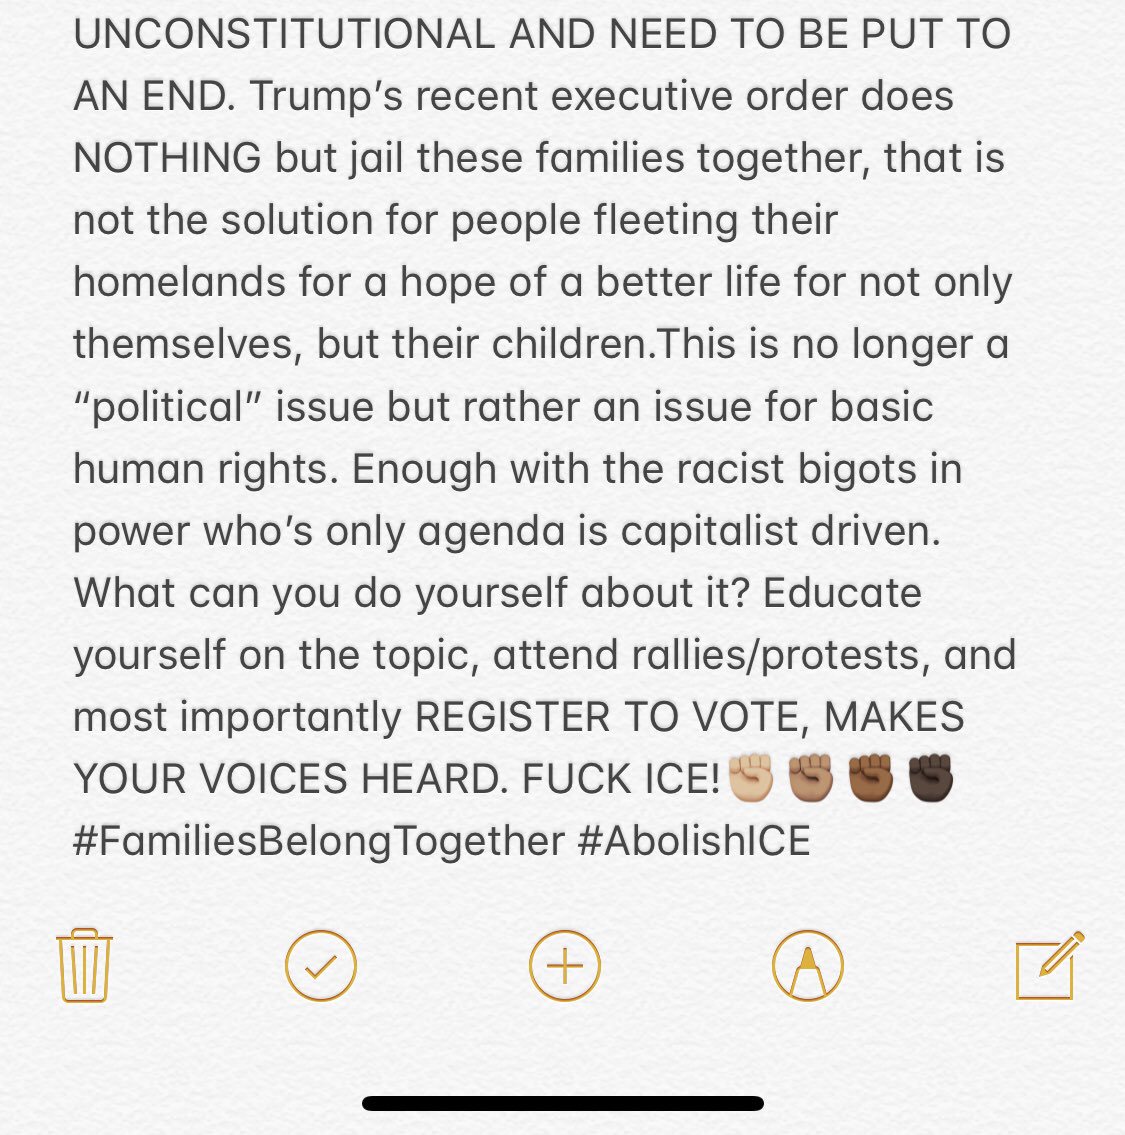 UNCONSTITUTIONAL AND NEED TO BE PUT TO
AN END. Trump’s recent executive order does
NOTHING but jail these families together, that is
not the solution for people fleeting their
homelands for a hope of a better life for not only
themselves, but their children.This is no longer a
“political” issue but rather an issue for basic
human rights. Enough with the racist bigots in
power who’s only agenda is capitalist driven.
What can you do yourself about it? Educate
yourself on the topic, attend rallies/protests, and
most importantly REGISTER TO VOTE, MAKES
YOUR VOICES HEARD. FUCK ICE!✊🏼✊🏽✊🏾✊🏿
#FamiliesBelongTogether #AbolishICE